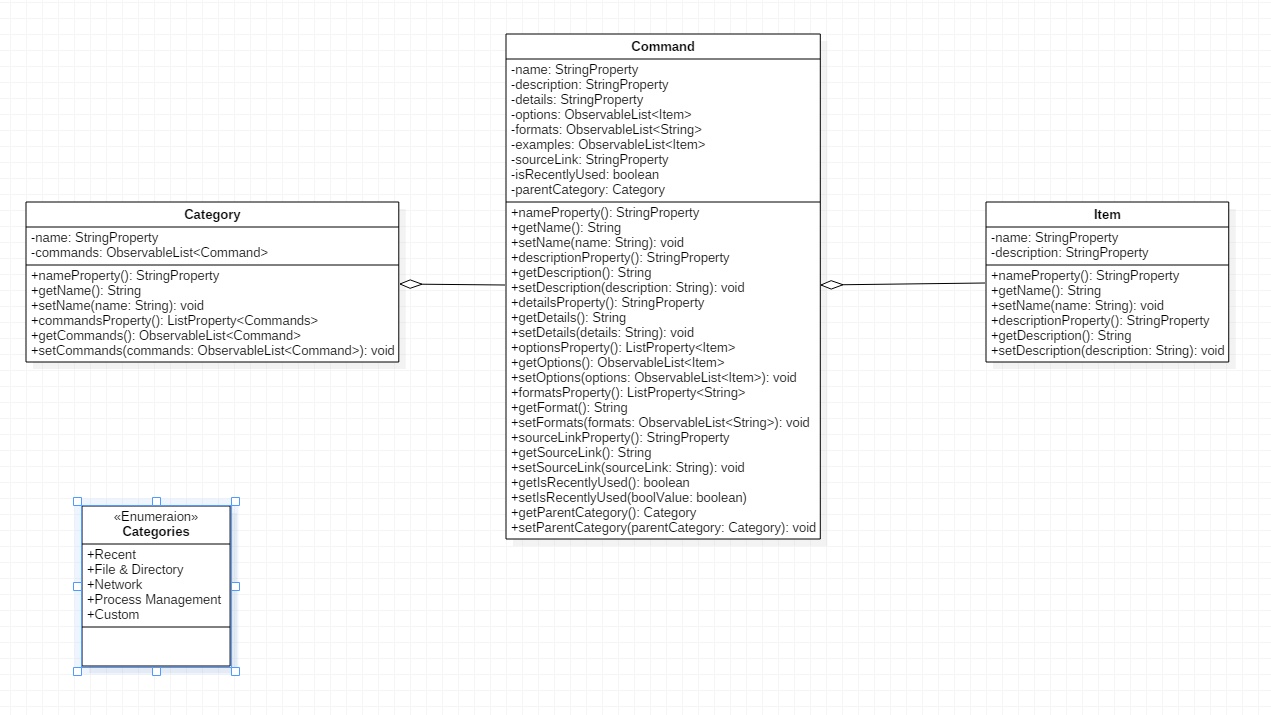 Command
-name: StringProperty
-description: StringProperty
-details: StringProperty
-options: ObservableList<Item>
-formats: ObservableList<String>
-examples: ObservableList<Item>
-sourceLink: StringProperty
-isRecentlyUsed: boolean
-parentCategory: Category
+nameProperty(): StringProperty
+getName(): String
+setName(name: String): void
+descriptionProperty(): StringProperty
+getDescription(): String
+setDescription(description: String): void
+detailsProperty(): StringProperty
+getDetails(): String
+setDetails(details: String): void
+optionsProperty(): ListProperty<Item>
+getOptions(): ObservableList<Item>
+setOptions(options: ObservableList<Item>): void
+formatsProperty(): ListProperty<String>
+getFormat(): String
+setFormats(formats: ObservableList<String>): void
+sourceLinkProperty(): StringProperty
+getSourceLink(): String
+setSourceLink(sourceLink: String): void
+getIsRecentlyUsed(): boolean
+setIsRecentlyUsed(boolValue: boolean)
+getParentCategory(): Category
+setParentCategory(parentCategory: Category): void
Category
-name: StringProperty
-commands: ObservableList<Command>
+nameProperty(): StringProperty
+getName(): String
+setName(name: String): void
+commandsProperty(): ListProperty<Commands>
+getCommands(): ObservableList<Command>
+setCommands(commands: ObservableList<Command>): void
Item
-name: StringProperty
-description: StringProperty
+nameProperty(): StringProperty
+getName(): String
+setName(name: String): void
+descriptionProperty(): StringProperty
+getDescription(): String
+setDescription(description: String): void
«Enumeraion»
Categories
+Recent
+File & Directory
+Network
+Process Management
+Custom